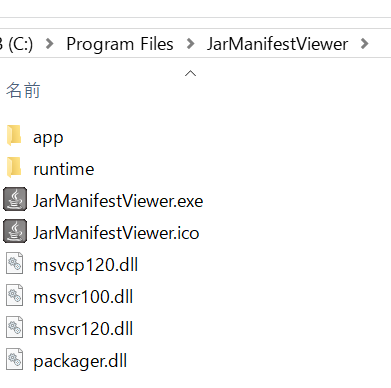 (C:) > Program Files > JarManifestViewer >
名前
app
runtime
JarManifestViewer.exe
JarManifestViewer.ico
msvcp120.dll
msvcr100.dll
msvcr120.dll
packager.dll